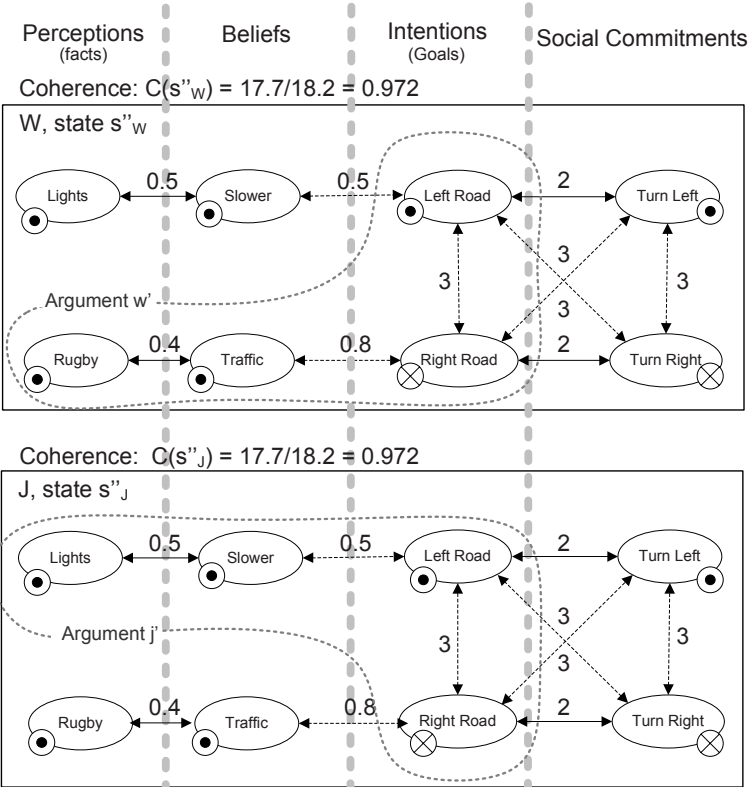 Perceptions Beliefs Intentions Social Commitments
(facts) (Goals)
Coherence: C(s''W) = 17.7/18.2 = 0.972
W, state s''W
Lights 0.5 Slower 0.5 Left Road 2 Turn Left
3 3 3 3
Argument w'
Rugby 0.4 Traffic 0.8 Right Road 2 Turn Right
Coherence: C(s''J) = 17.7/18.2 = 0.972
J, state s''J
Lights 0.5 Slower 0.5 Left Road 2 Turn Left
Argument j' 3 3 3 3
Rugby 0.4 Traffic 0.8 Right Road 2 Turn Right